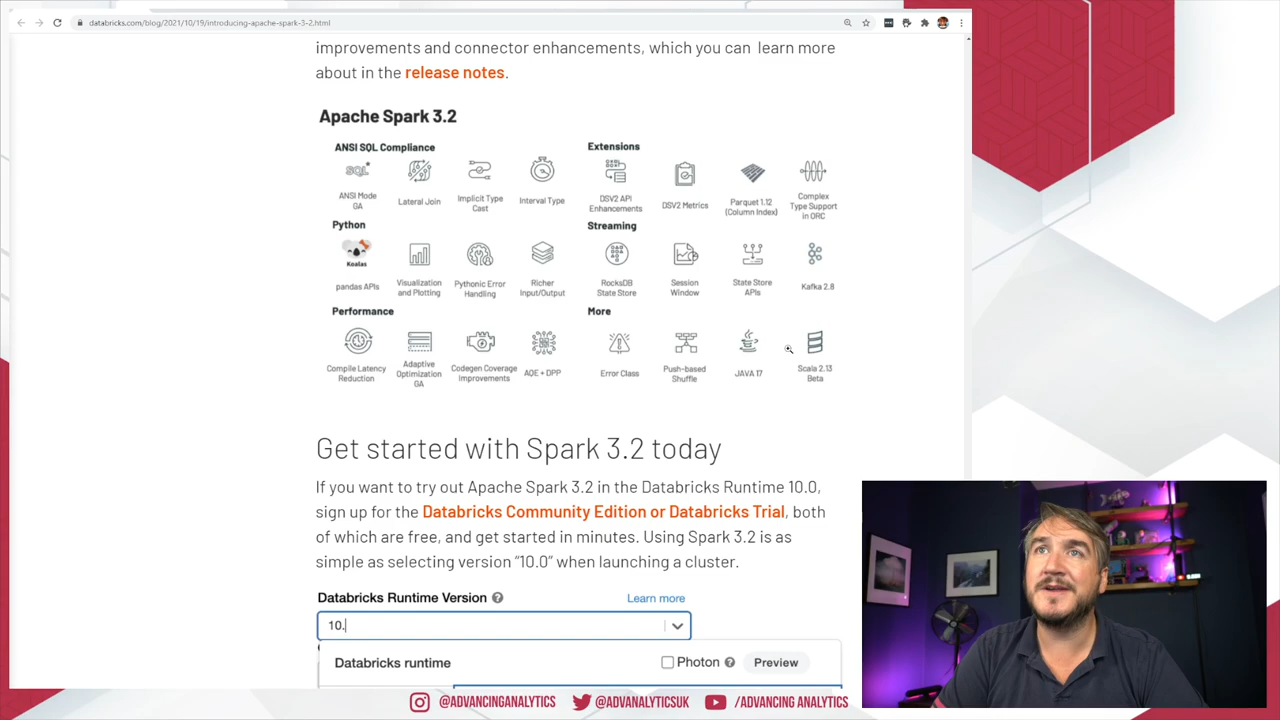 databricks.com/blog/2021/10/19/introducing-apache-spark-3-2.html
improvements and connector enhancements, which you can learn more
about in the release notes.
Apache Spark 3.2
ANSI SQL Compliance
SQL
ANSI Mode
GA
Lateral Join
Implicit Type
Cast
Interval Type
Extensions
DSV2 API
Enhancements
DSV2 Metrics
Parquet 1.12
(Column Index)
Complex
Type Support
in ORC
Python
Koalas
pandas APIs
Visualization
and Plotting
Pythonic Error
Handling
Richer
Input/Output
Streaming
RocksDB
State Store
Session
Window
State Store
APIs
Kafka 2.8
Performance
Compile Latency
Reduction
Adaptive
Optimization
GA
Codegen Coverage
Improvements
AQE + DPP
More
Error Class
Push-based
Shuffle
JAVA 17
Scala 2.13
Beta
Get started with Spark 3.2 today
If you want to try out Apache Spark 3.2 in the Databricks Runtime 10.0,
sign up for the Databricks Community Edition or Databricks Trial, both
of which are free, and get started in minutes. Using Spark 3.2 is as
simple as selecting version “10.0” when launching a cluster.
Databricks Runtime Version ?
Learn more
10.
Databricks runtime
Photon ?
Preview
@ADVANCINGANALYTICS
@ADVANALYTICSUK
/ADVANCING ANALYTICS